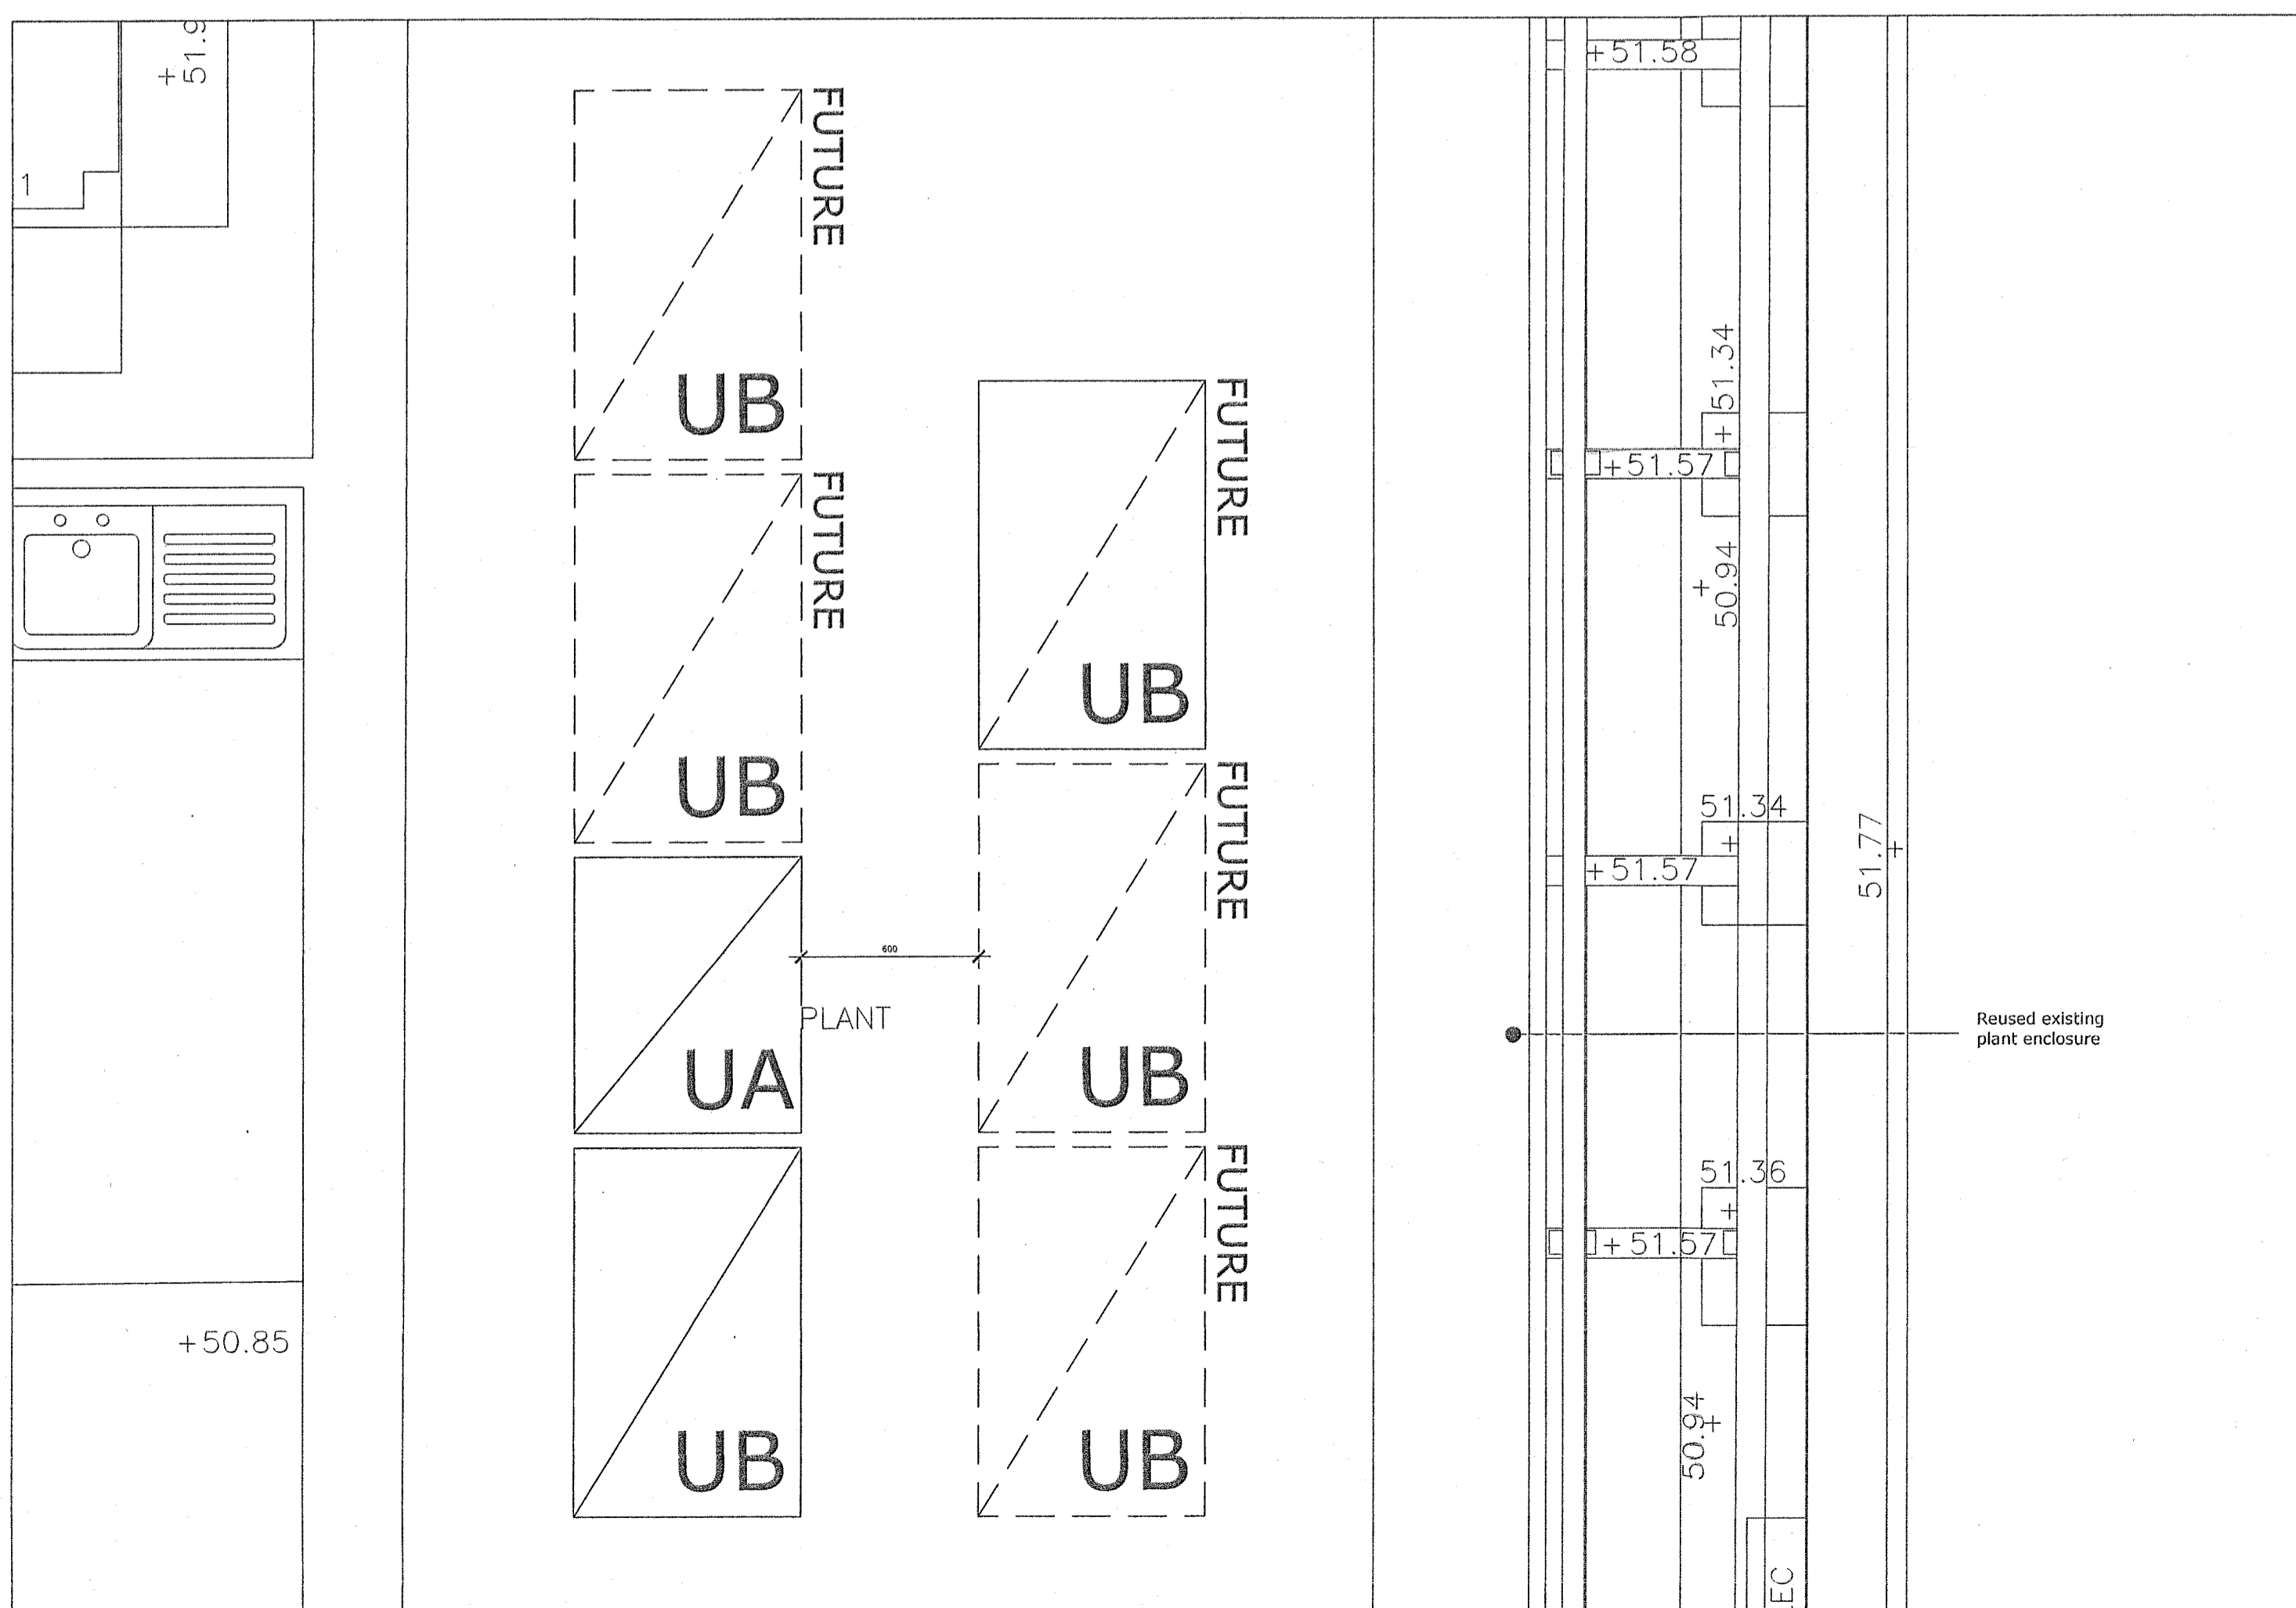 51.9
+51.58
1
FUTURE
UB
51.34
FUTURE
+51.57
FUTURE
50.94
UB
UB
FUTURE
51.34
51.77
+51.57
600
PLANT
Reused existing
plant enclosure
UA
UB
FUTURE
51.36
+51.57
+50.85
50.94
UB
UB
EC